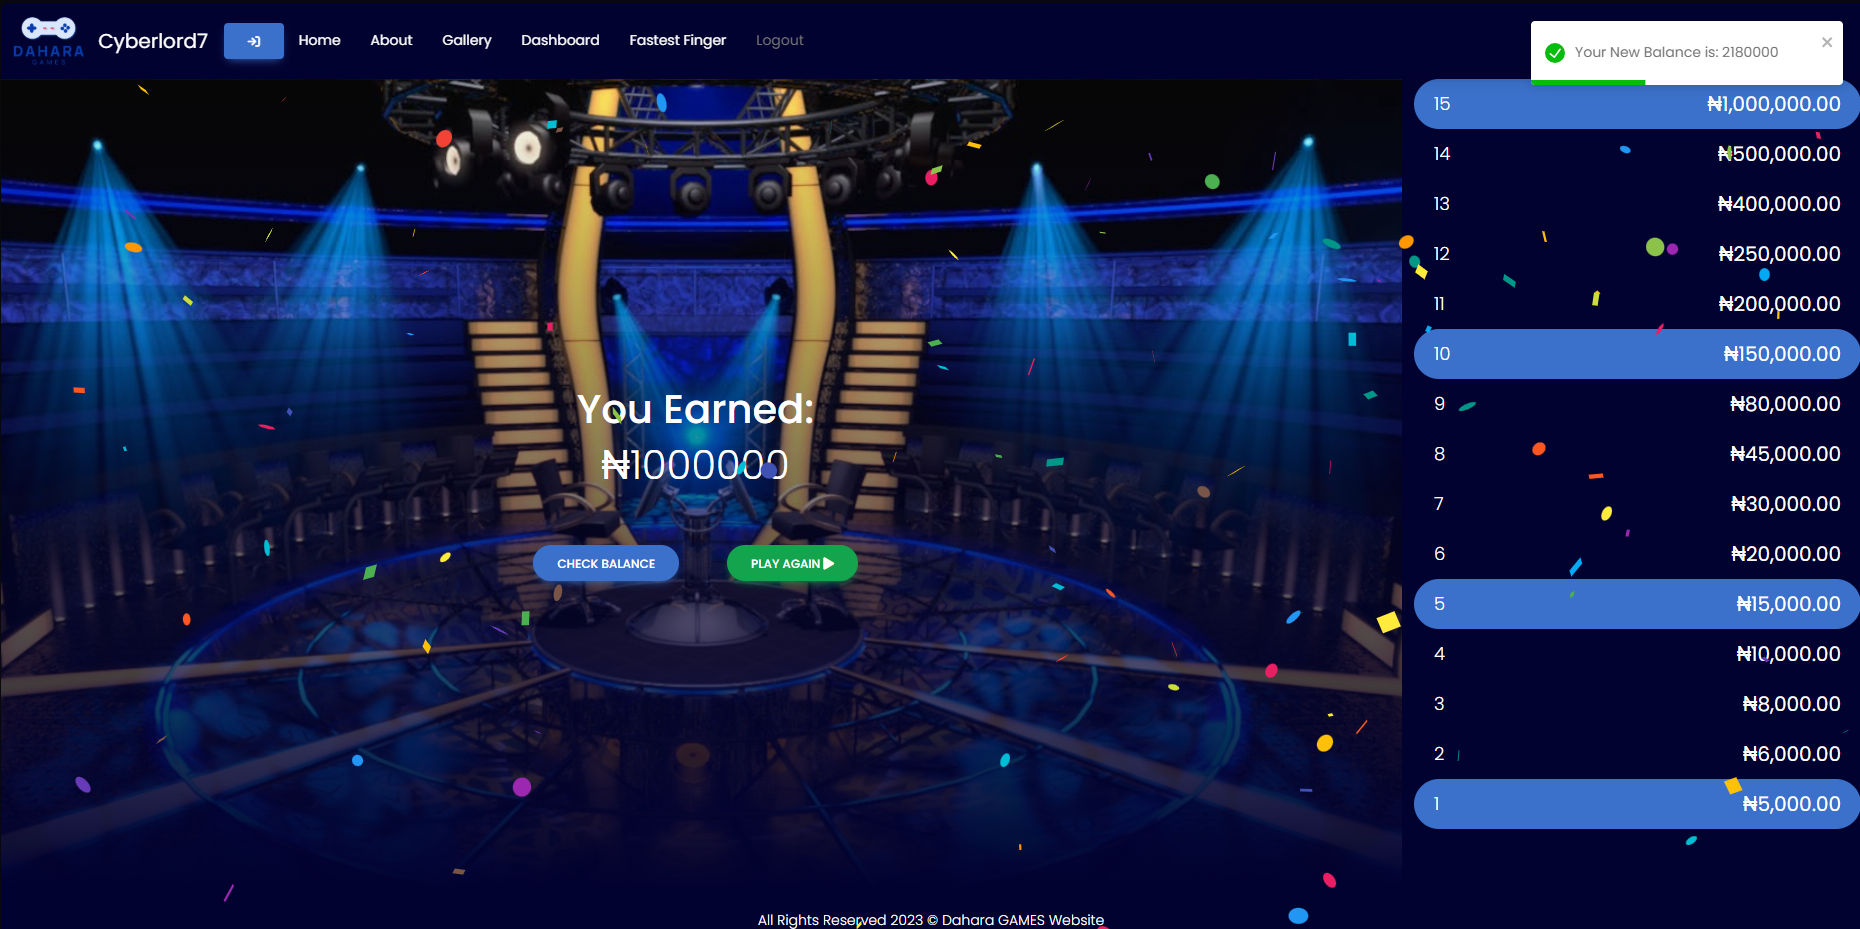 DAHARA
GAMES
Cyberlord7
Home
About
Gallery
Dashboard
Fastest Finger
Logout
Your New Balance is: 2180000
15 ₦1,000,000.00
14 ₦500,000.00
13 ₦400,000.00
12 ₦250,000.00
11 ₦200,000.00
10 ₦150,000.00
9 ₦80,000.00
8 ₦45,000.00
7 ₦30,000.00
6 ₦20,000.00
5 ₦15,000.00
4 ₦10,000.00
3 ₦8,000.00
2 ₦6,000.00
1 ₦5,000.00
You Earned:
₦1000000
CHECK BALANCE
PLAY AGAIN
All Rights Reserved 2023 © Dahara GAMES Website